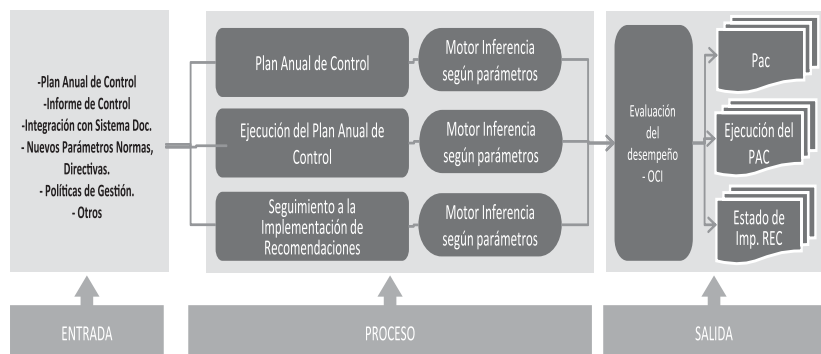 -Plan Anual de Control
-Informe de Control
-Integración con Sistema Doc.
- Nuevos Parámetros Normas,
Directivas.
- Políticas de Gestión.
- Otros
Plan Anual de Control
Motor Inferencia
según parámetros
Ejecución del Plan Anual de
Control
Motor Inferencia
según parámetros
Seguimiento a la
Implementación de
Recomendaciones
Motor Inferencia
según parámetros
Evaluación
del
desempeño
- OCI
Pac
Ejecución del
PAC
Estado de
Imp. REC
ENTRADA
PROCESO
SALIDA